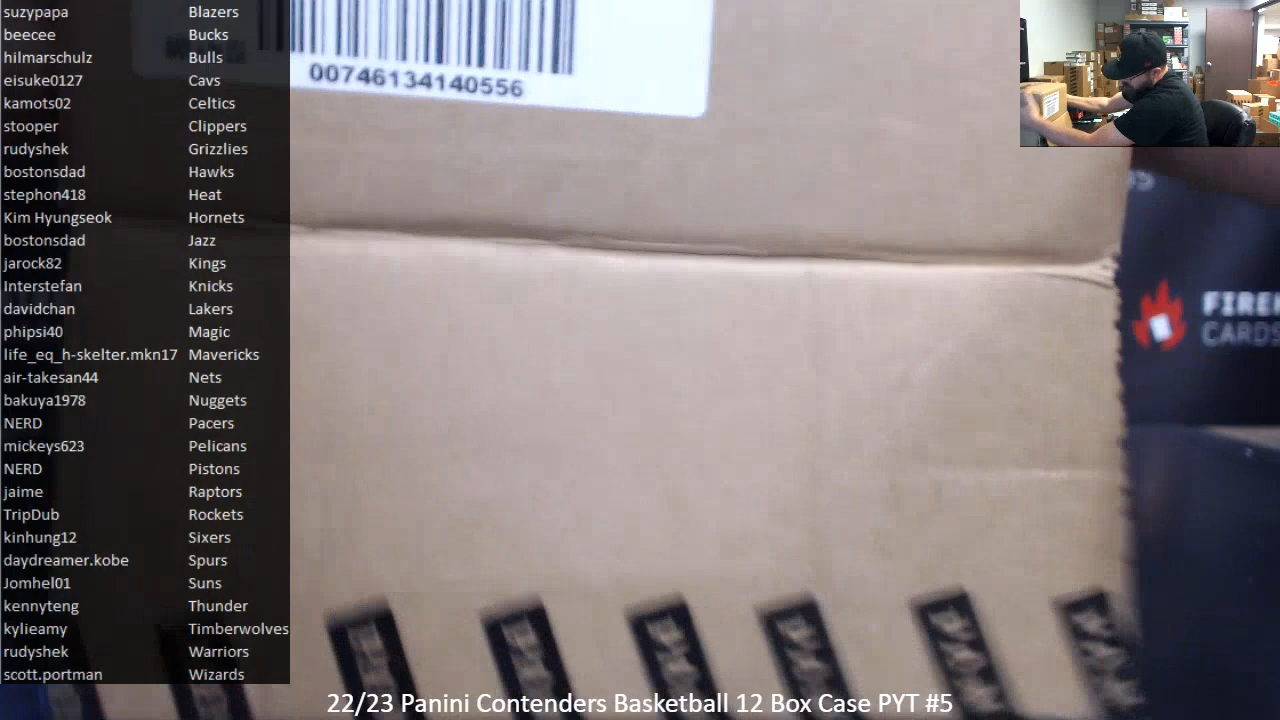 suzypapa Blazers
beecee Bucks
hilmarschulz Bulls
eisuke0127 Cavs
kamots02 Celtics
stooper Clippers
rudyshek Grizzlies
bostonsdad Hawks
stephon418 Heat
Kim Hyungseok Hornets
bostonsdad Jazz
jarock82 Kings
Interstefan Knicks
davidchan Lakers
phipsi40 Magic
life_eq_h-skelter.mkn17 Mavericks
air-takesan44 Nets
bakuya1978 Nuggets
NERD Pacers
mickeys623 Pelicans
NERD Pistons
jaime Raptors
TripDub Rockets
kinhung12 Sixers
daydreamer.kobe Spurs
Jomhel01 Suns
kennyteng Thunder
kylieamy Timberwolves
rudyshek Warriors
scott.portman Wizards
00746134140556
CARDS
22/23 Panini Contenders Basketball 12 Box Case PYT #5